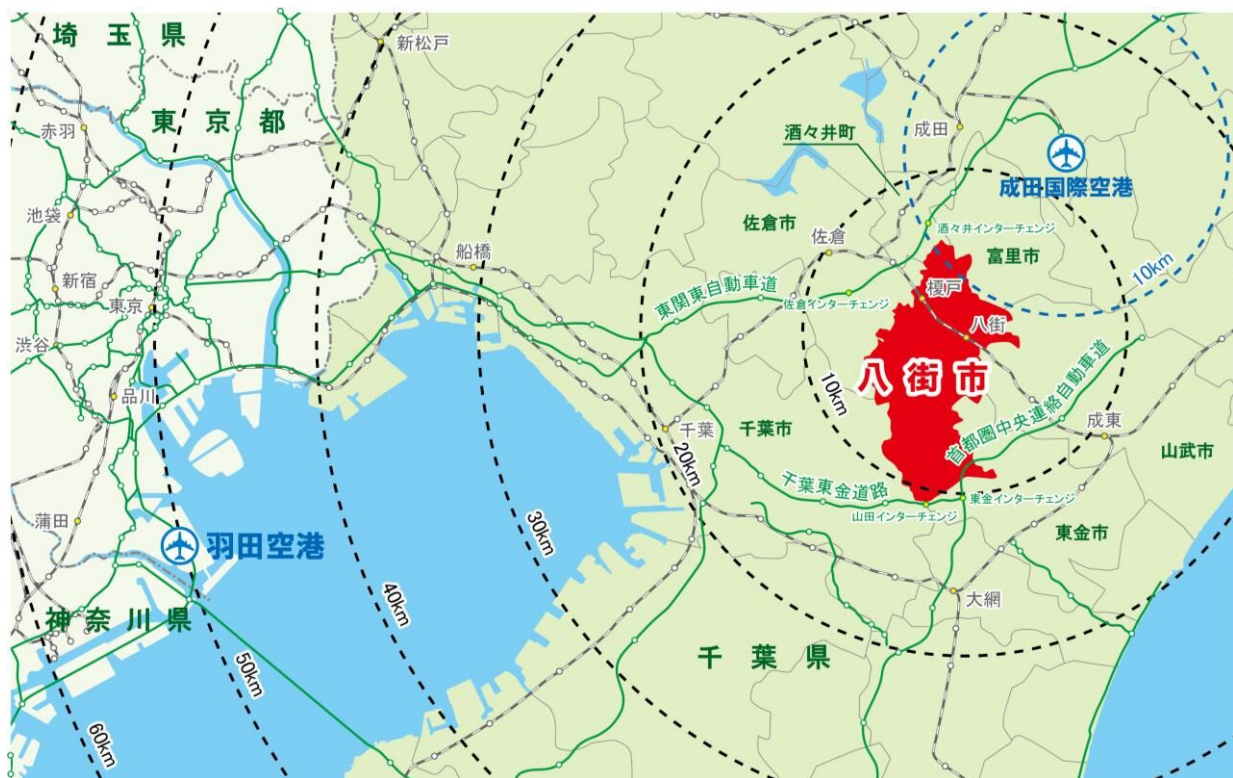 埼玉県
新松戸
東京都
赤羽
成田
酒々井町
成田国際空港
池袋
佐倉市
酒々井インターチェンジ
佐倉
富里市
船橋
10km
新宿
東関東自動車道
榎戸
東京
佐倉インターチェンジ
八街
渋谷
八街市
首都圏中央連絡自動車道
品川
10km
千葉
千葉市
成東
山武市
20km
千葉東金道路
東金インターチェンジ
山田インターチェンジ
蒲田
羽田空港
30km
東金市
大網
40km
神奈川県
千葉県
50km
60km